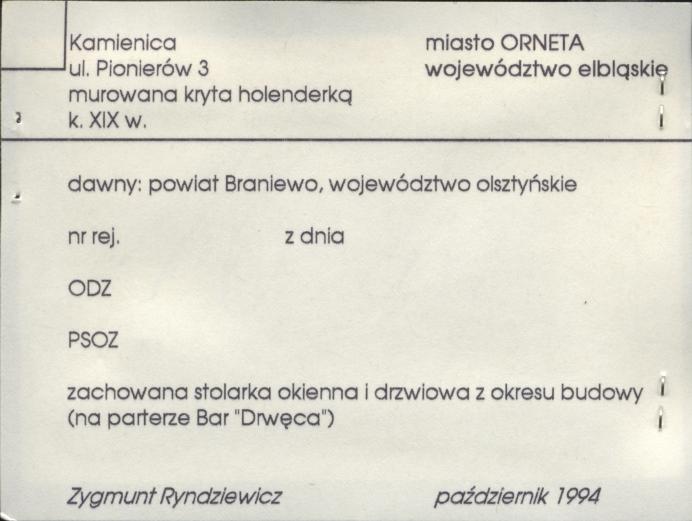 Kamienica miasto ORNETA
ul. Pionierów 3 województwo elbląskie
murowana kryta holenderką
k. XIX w.
dawny: powiat Braniewo, województwo olsztyńskie
nr rej. z dnia
ODZ
PSOZ
zachowana stolarka okienna i drzwiowa z okresu budowy
(na parterze Bar "Drwęca")
Zygmunt Ryndziewicz październik 1994